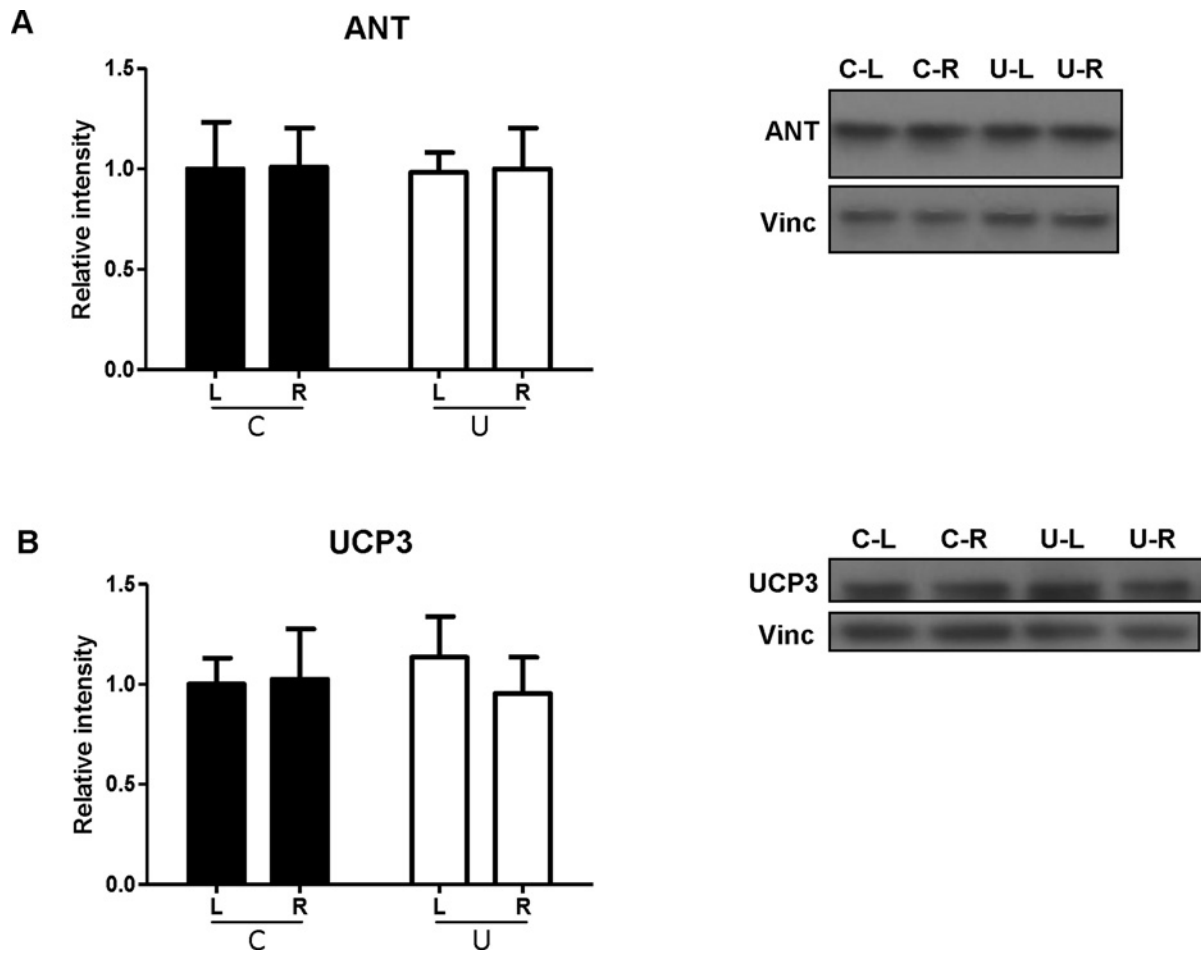 A
ANT
1.5
1.0
0.5
0.0
Relative intensity
L R L R
C U
C-L C-R U-L U-R
ANT
Vinc
B
UCP3
1.5
1.0
0.5
0.0
Relative intensity
L R L R
C U
C-L C-R U-L U-R
UCP3
Vinc